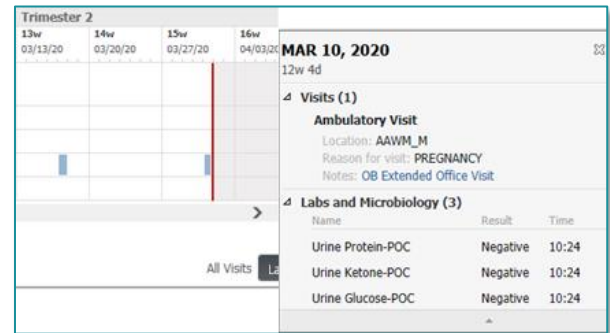 Trimester 2
13w 14w 15w 16w
03/13/20 03/20/20 03/27/20 04/03/20
All Visits
MAR 10, 2020
12w 4d
Visits (1)
Ambulatory Visit
Location: AAWM_M
Reason for visit: PREGNANCY
Notes: OB Extended Office Visit
Labs and Microbiology (3)
Name Result Time
Urine Protein-POC Negative 10:24
Urine Ketone-POC Negative 10:24
Urine Glucose-POC Negative 10:24